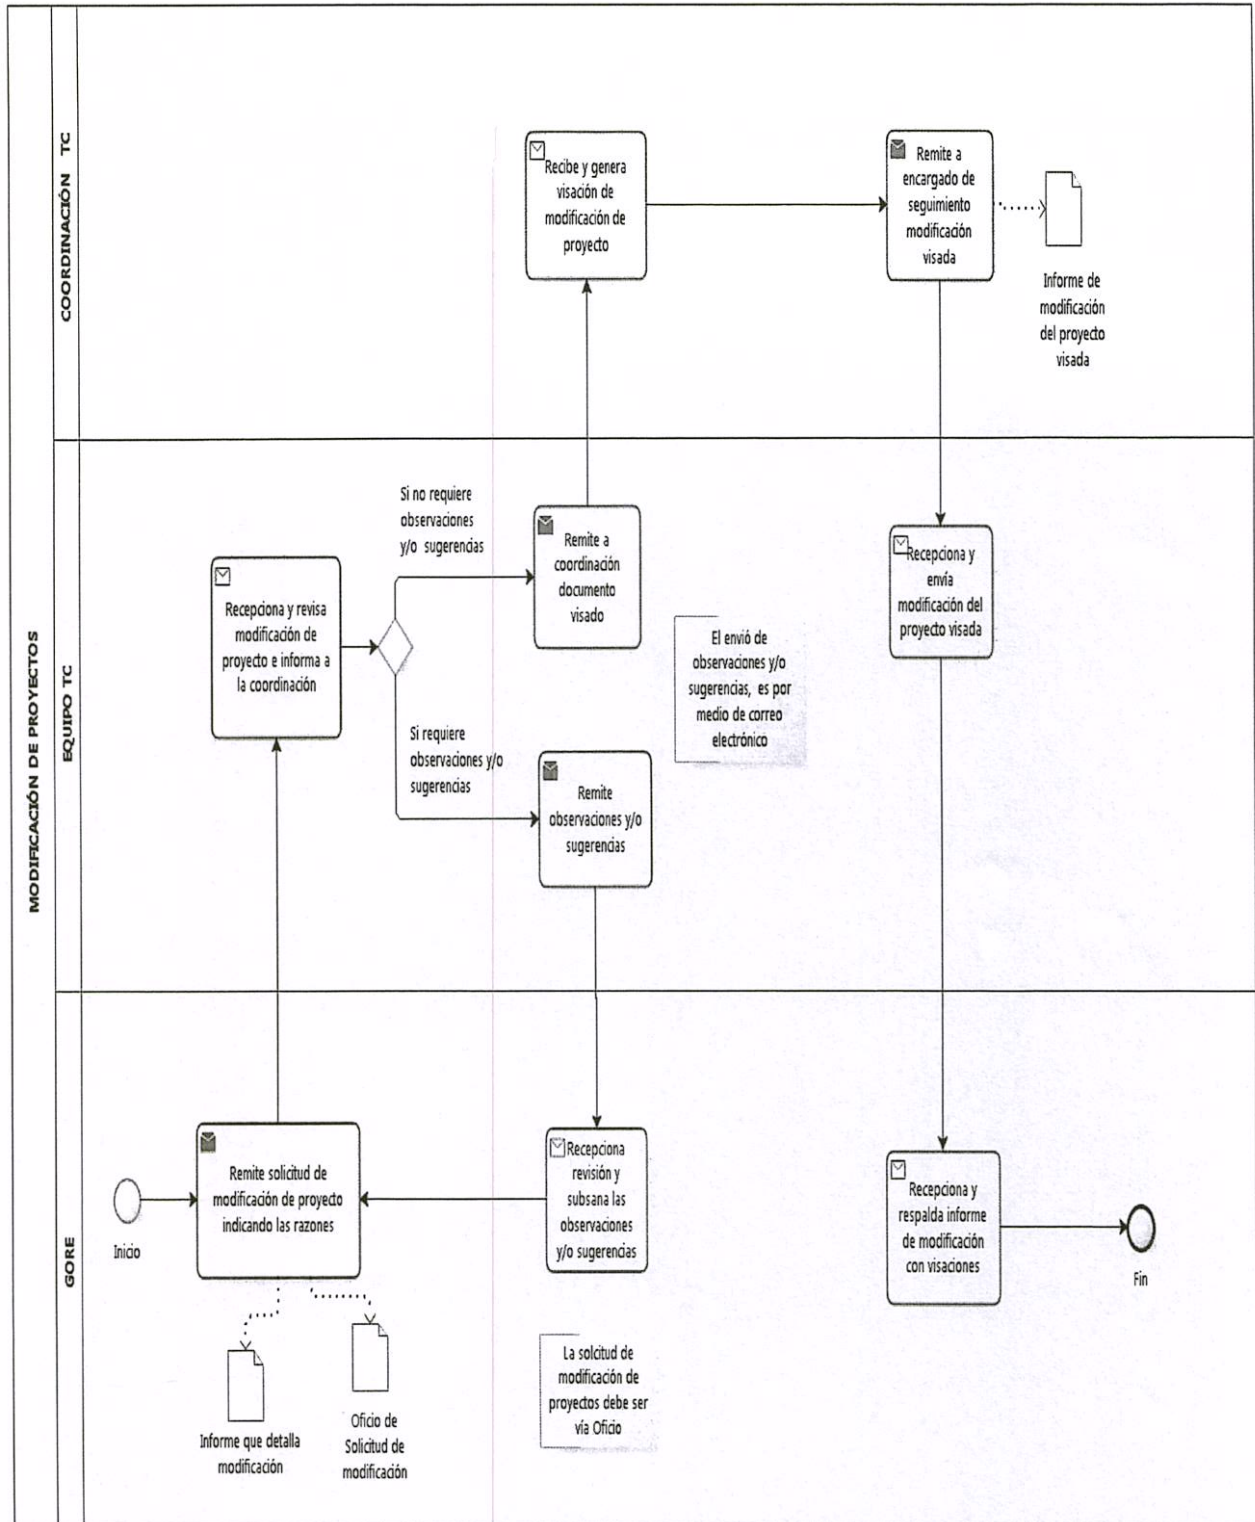 MODIFICACIÓN DE PROYECTOS
COORDINACIÓN TC
Recibe y genera
visación de
modificación de
proyecto
Remite a
encargado de
seguimiento
modificación
visada
Informe de
modificación
del proyecto
visada
EQUIPO TC
Recepciona y revisa
modificación de
proyecto e informa a
la coordinación
Si no requiere
observaciones
y/o sugerencias
Remite a
coordinación
documento
visado
Si requiere
observaciones y/o
sugerencias
Remite
observaciones y/o
sugerencias
El envió de
observaciones y/o
sugerencias, es por
medio de correo
electrónico
Recepciona y
envía
modificación del
proyecto visada
GORE
Inicio
Remite solicitud de
modificación de proyecto
indicando las razones
Informe que detalla
modificación
Oficio de
Solicitud de
modificación
Recepciona
revisión y
subsana las
observaciones
y/o sugerencias
La solcitud de
modificación de
proyectos debe ser
vía Oficio
Recepciona y
respalda informe
de modificación
con visaciones
Fin